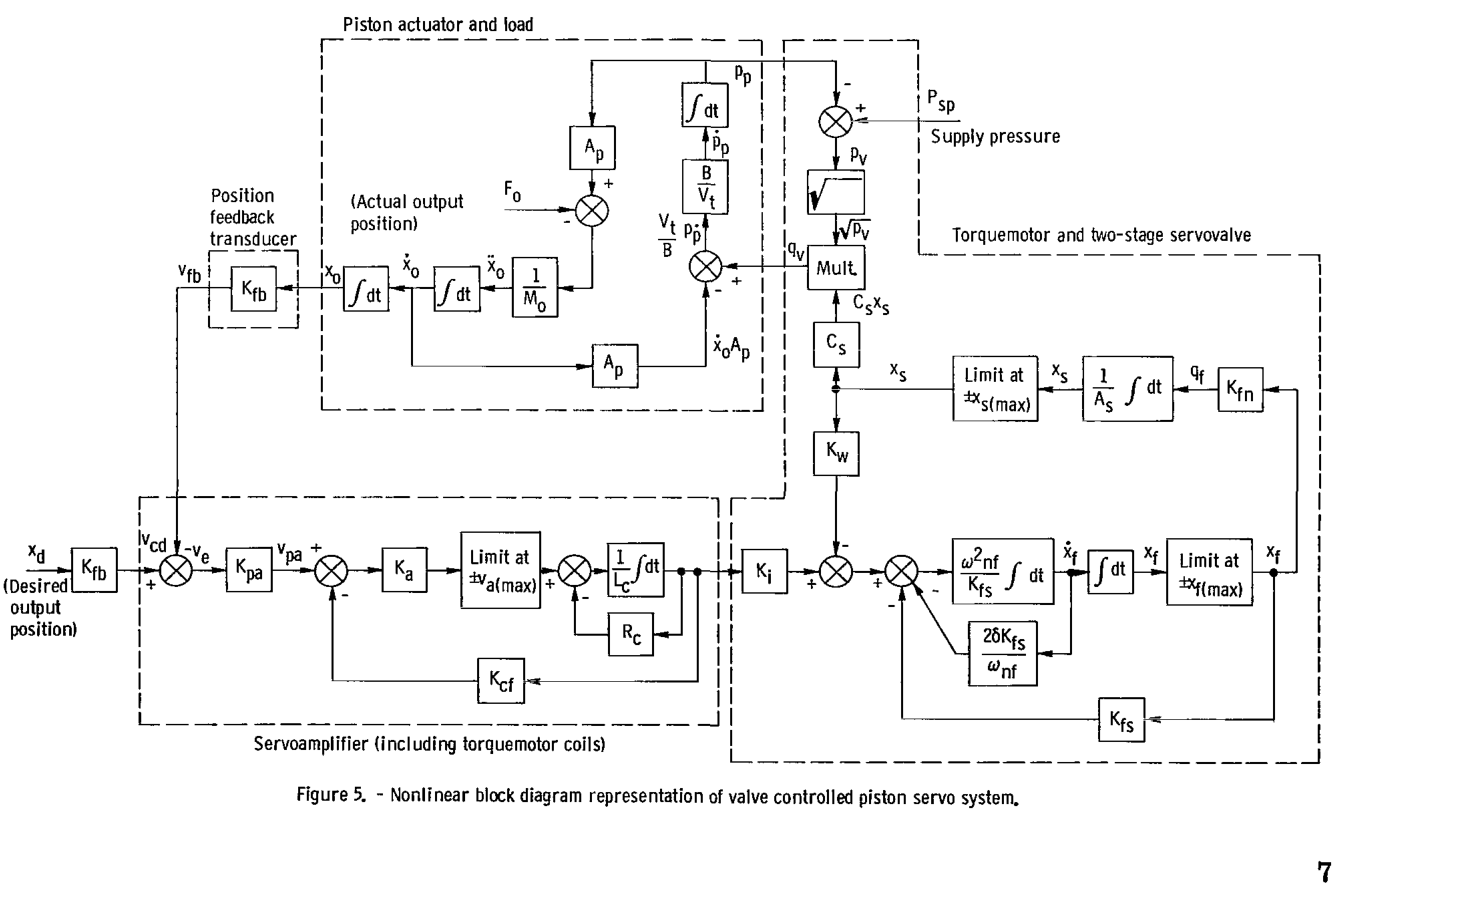 Piston actuator and load
p_p
-
∫dt
P_sp
+
Supply pressure
A_p
ṗ_p
p_v
B/V_t
√
F_o
+
-
(Actual output
position)
Position
feedback
transducer
V_t/B ṗ_p
√p_v
q_v
Torquemotor and two-stage servovalve
v_fb
K_fb
x_o
∫dt
ẋ_o
∫dt
ẍ_o
1/M_o
-
+
Mult.
C_s x_s
C_s
ẋ_o A_p
A_p
x_s
Limit at
±x_s(max)
x_s
1/A_s ∫ dt
q_f
K_fn
K_w
x_d
(Desired
output
position)
K_fb
v_cd
+
-
v_e
K_pa
v_pa
+
-
K_a
Limit at
±v_a(max)
+
-
1/L_c ∫dt
R_c
K_cf
K_i
+
-
+
-
-
ω²nf/K_fs ∫ dt
ẋ_f
∫dt
x_f
Limit at
±x_f(max)
x_f
2δK_fs/ω_nf
K_fs
Servoamplifier (including torquemotor coils)
Figure 5. - Nonlinear block diagram representation of valve controlled piston servo system.
7